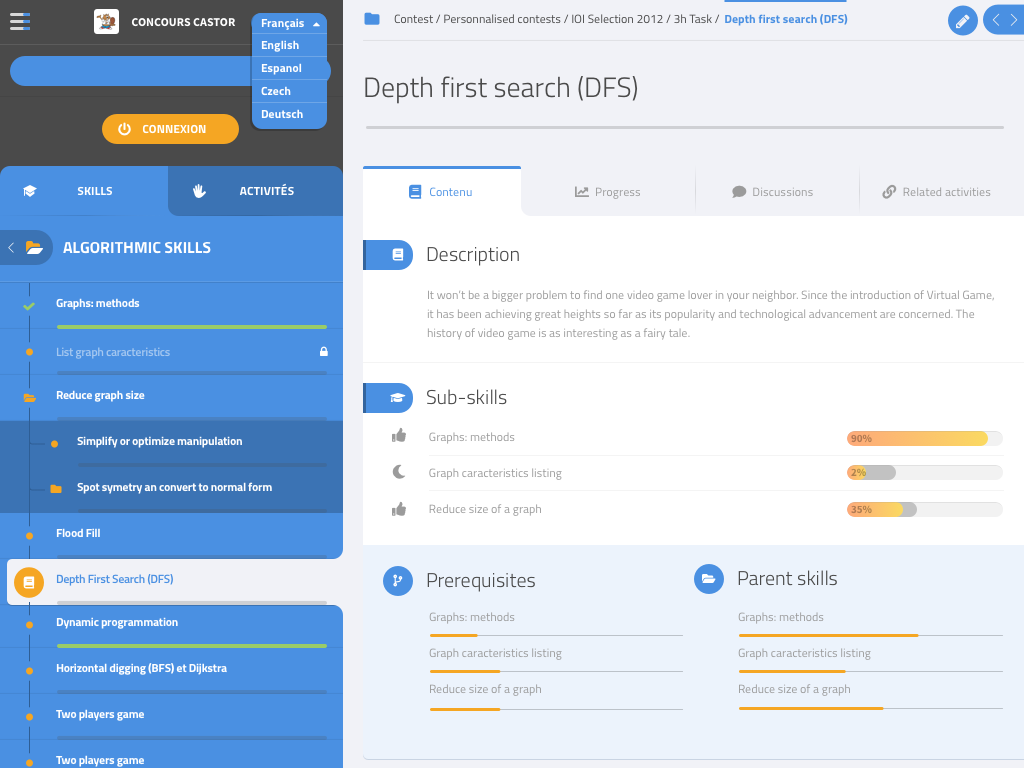 CONCOURS CASTOR
Français
English
Espanol
Czech
Deutsch
CONNEXION
SKILLS
ACTIVITÉS
ALGORITHMIC SKILLS
Graphs: methods
List graph caracteristics
Reduce graph size
Simplify or optimize manipulation
Spot symetry an convert to normal form
Flood Fill
Depth First Search (DFS)
Dynamic programmation
Horizontal digging (BFS) et Dijkstra
Two players game
Two players game
Contest / Personnalised contests / IOI Selection 2012 / 3h Task / Depth first search (DFS)
Depth first search (DFS)
Contenu
Progress
Discussions
Related activities
Description
It won't be a bigger problem to find one video game lover in your neighbor. Since the introduction of Virtual Game,
it has been achieving great heights so far as its popularity and technological advancement are concerned. The
history of video game is as interesting as a fairy tale.
Sub-skills
Graphs: methods
90%
Graph caracteristics listing
2%
Reduce size of a graph
35%
Prerequisites
Graphs: methods
Graph caracteristics listing
Reduce size of a graph
Parent skills
Graphs: methods
Graph caracteristics listing
Reduce size of a graph